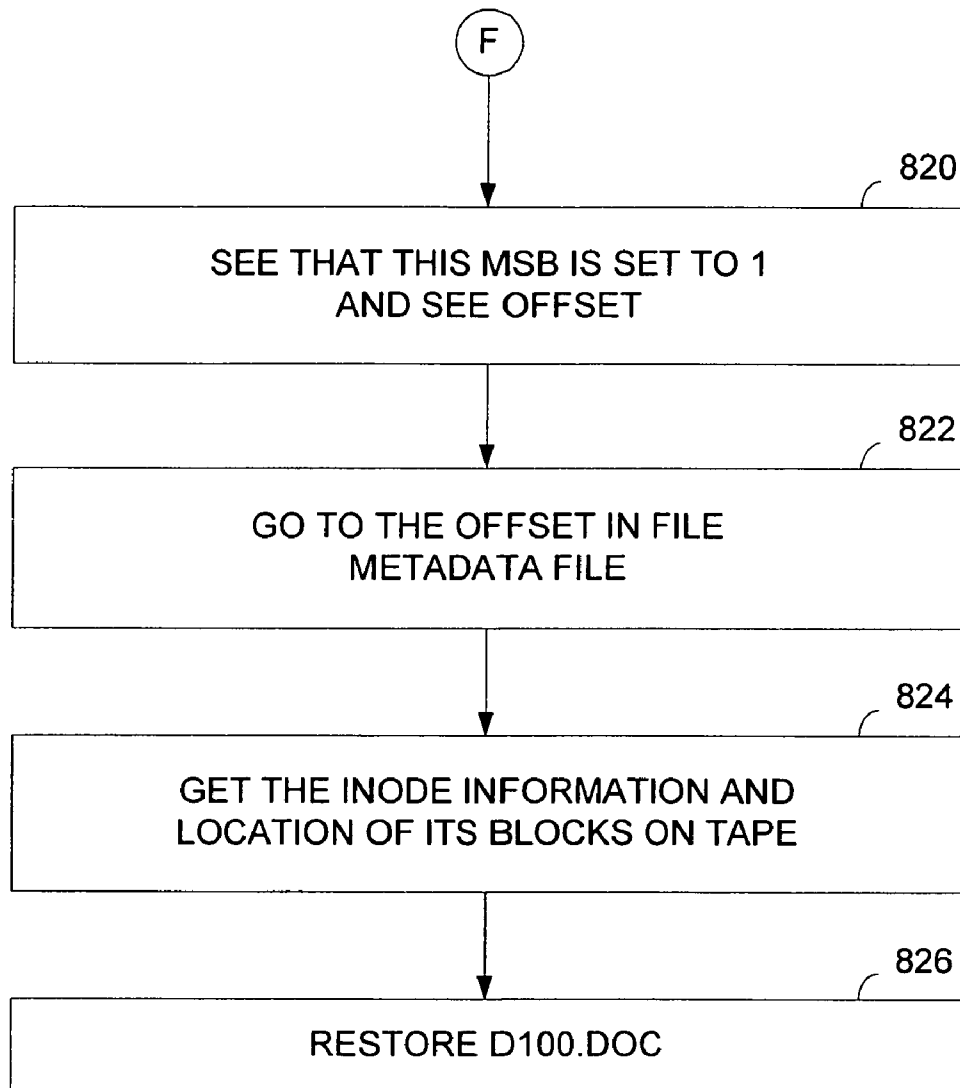 F
820
SEE THAT THIS MSB IS SET TO 1
AND SEE OFFSET
822
GO TO THE OFFSET IN FILE
METADATA FILE
824
GET THE INODE INFORMATION AND
LOCATION OF ITS BLOCKS ON TAPE
826
RESTORE D100.DOC